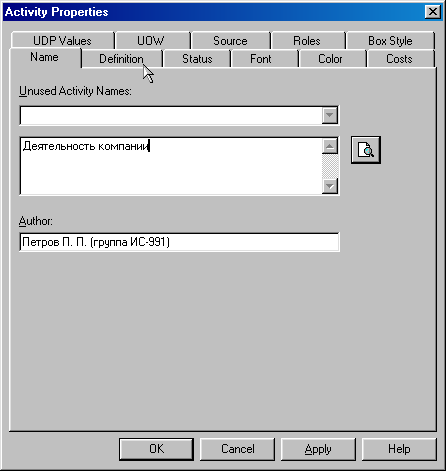 Activity Properties
UDP Values UOW Source Roles Box Style
Name Definition Status Font Color Costs
Unused Activity Names:
Деятельность компании
Author:
Петров П. П. (группа ИС-991)
OK Cancel Apply Help